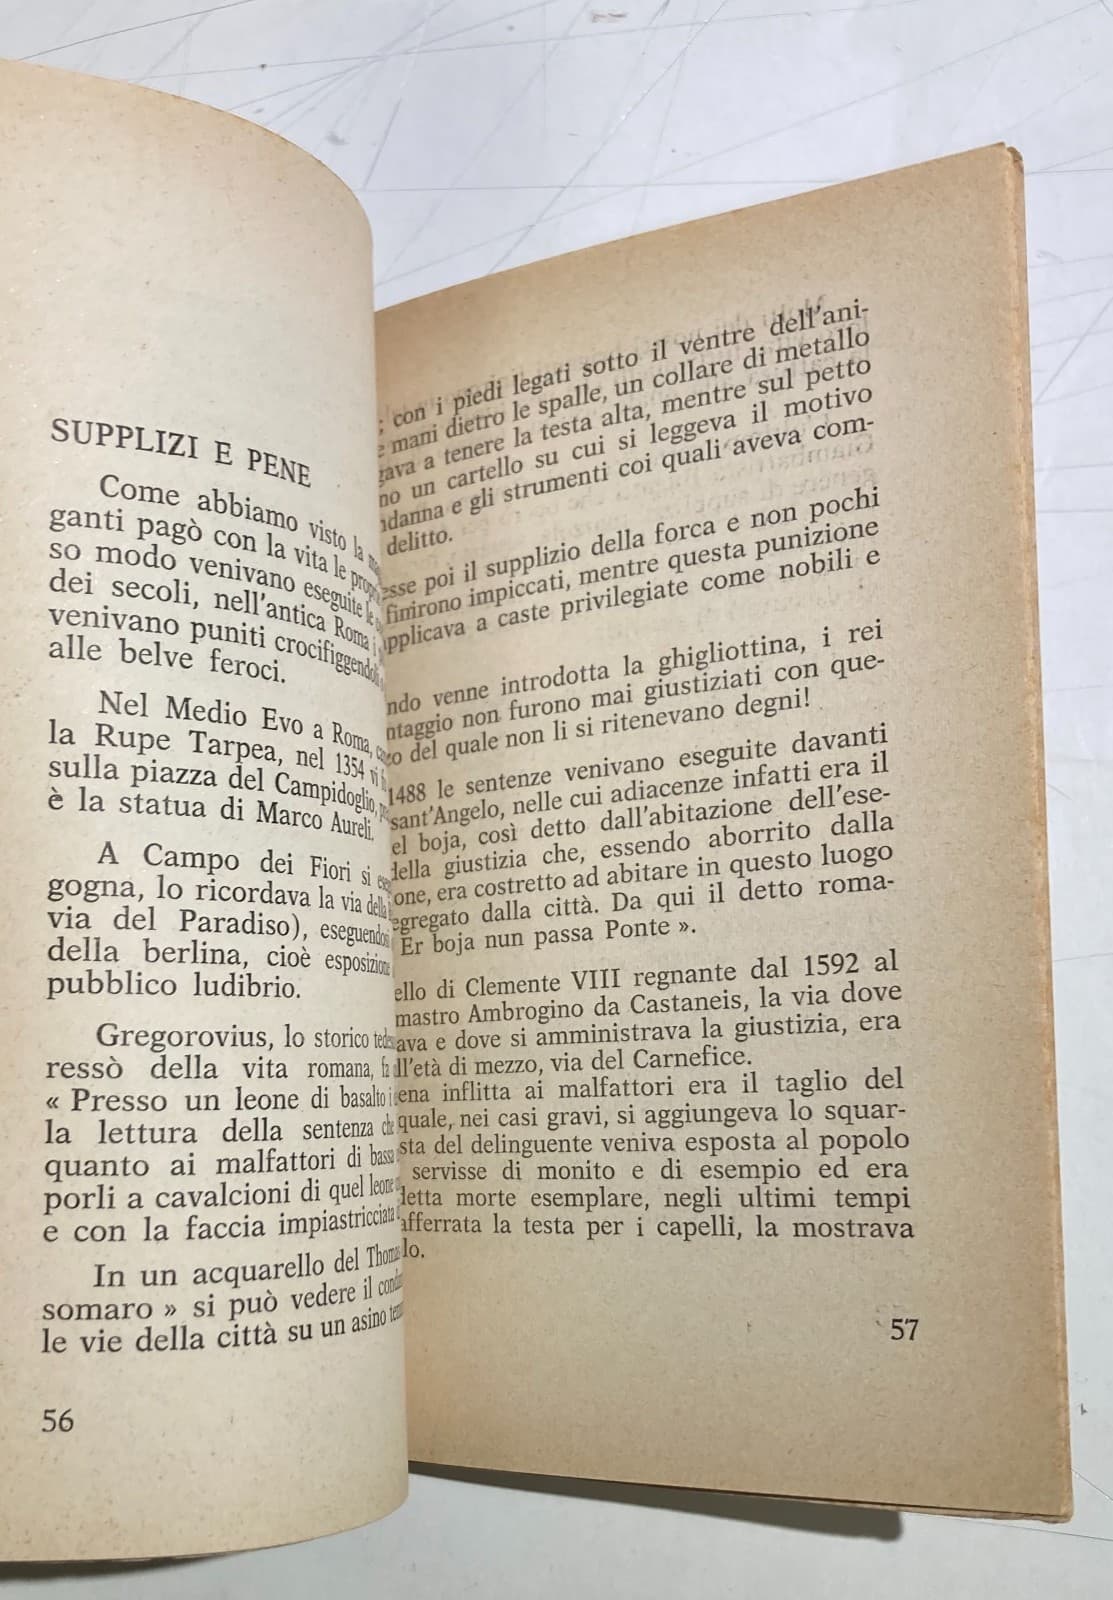 SUPPLIZI E PENE
Come abbiamo visto la
ganti pagò con la vita le
so modo venivano eseguite le
dei secoli, nell'antica Roma i
venivano puniti crocifiggendoli
alle belve feroci.
Nel Medio Evo a Roma,
la Rupe Tarpea, nel 1354 vi
sulla piazza del Campidoglio,
è la statua di Marco Aureli.
A Campo dei Fiori si
gogna, lo ricordava la via della
via del Paradiso), eseguendosi
della berlina, cioè esposizione
pubblico ludibrio.
Gregorovius, lo storico
ressò della vita romana, fa
« Presso un leone di basalto
la lettura della sentenza
quanto ai malfattori di bassa
porli a cavalcioni di quel leone
e con la faccia impiastricciata
In un acquarello del
somaro » si può vedere il
le vie della città su un asino
56
; con i piedi legati sotto il ventre dell'ani-
e mani dietro le spalle, un collare di metallo
gava a tenere la testa alta, mentre sul petto
no un cartello su cui si leggeva il motivo
ndanna e gli strumenti coi quali aveva com-
delitto.
esse poi il supplizio della forca e non pochi
finirono impiccati, mentre questa punizione
applicava a caste privilegiate come nobili e
ndo venne introdotta la ghigliottina, i rei
ntaggio non furono mai giustiziati con que-
co del quale non li si ritenevano degni!
1488 le sentenze venivano eseguite davanti
sant'Angelo, nelle cui adiacenze infatti era il
el boja, così detto dall'abitazione dell'ese-
della giustizia che, essendo aborrito dalla
one, era costretto ad abitare in questo luogo
egregato dalla città. Da qui il detto roma-
Er boja nun passa Ponte ».
ello di Clemente VIII regnante dal 1592 al
mastro Ambrogino da Castaneis, la via dove
ava e dove si amministrava la giustizia, era
ll'età di mezzo, via del Carnefice.
ena inflitta ai malfattori era il taglio del
quale, nei casi gravi, si aggiungeva lo squar-
sta del delinquente veniva esposta al popolo
servisse di monito e di esempio ed era
detta morte esemplare, negli ultimi tempi
afferrata la testa per i capelli, la mostrava
lo.
57